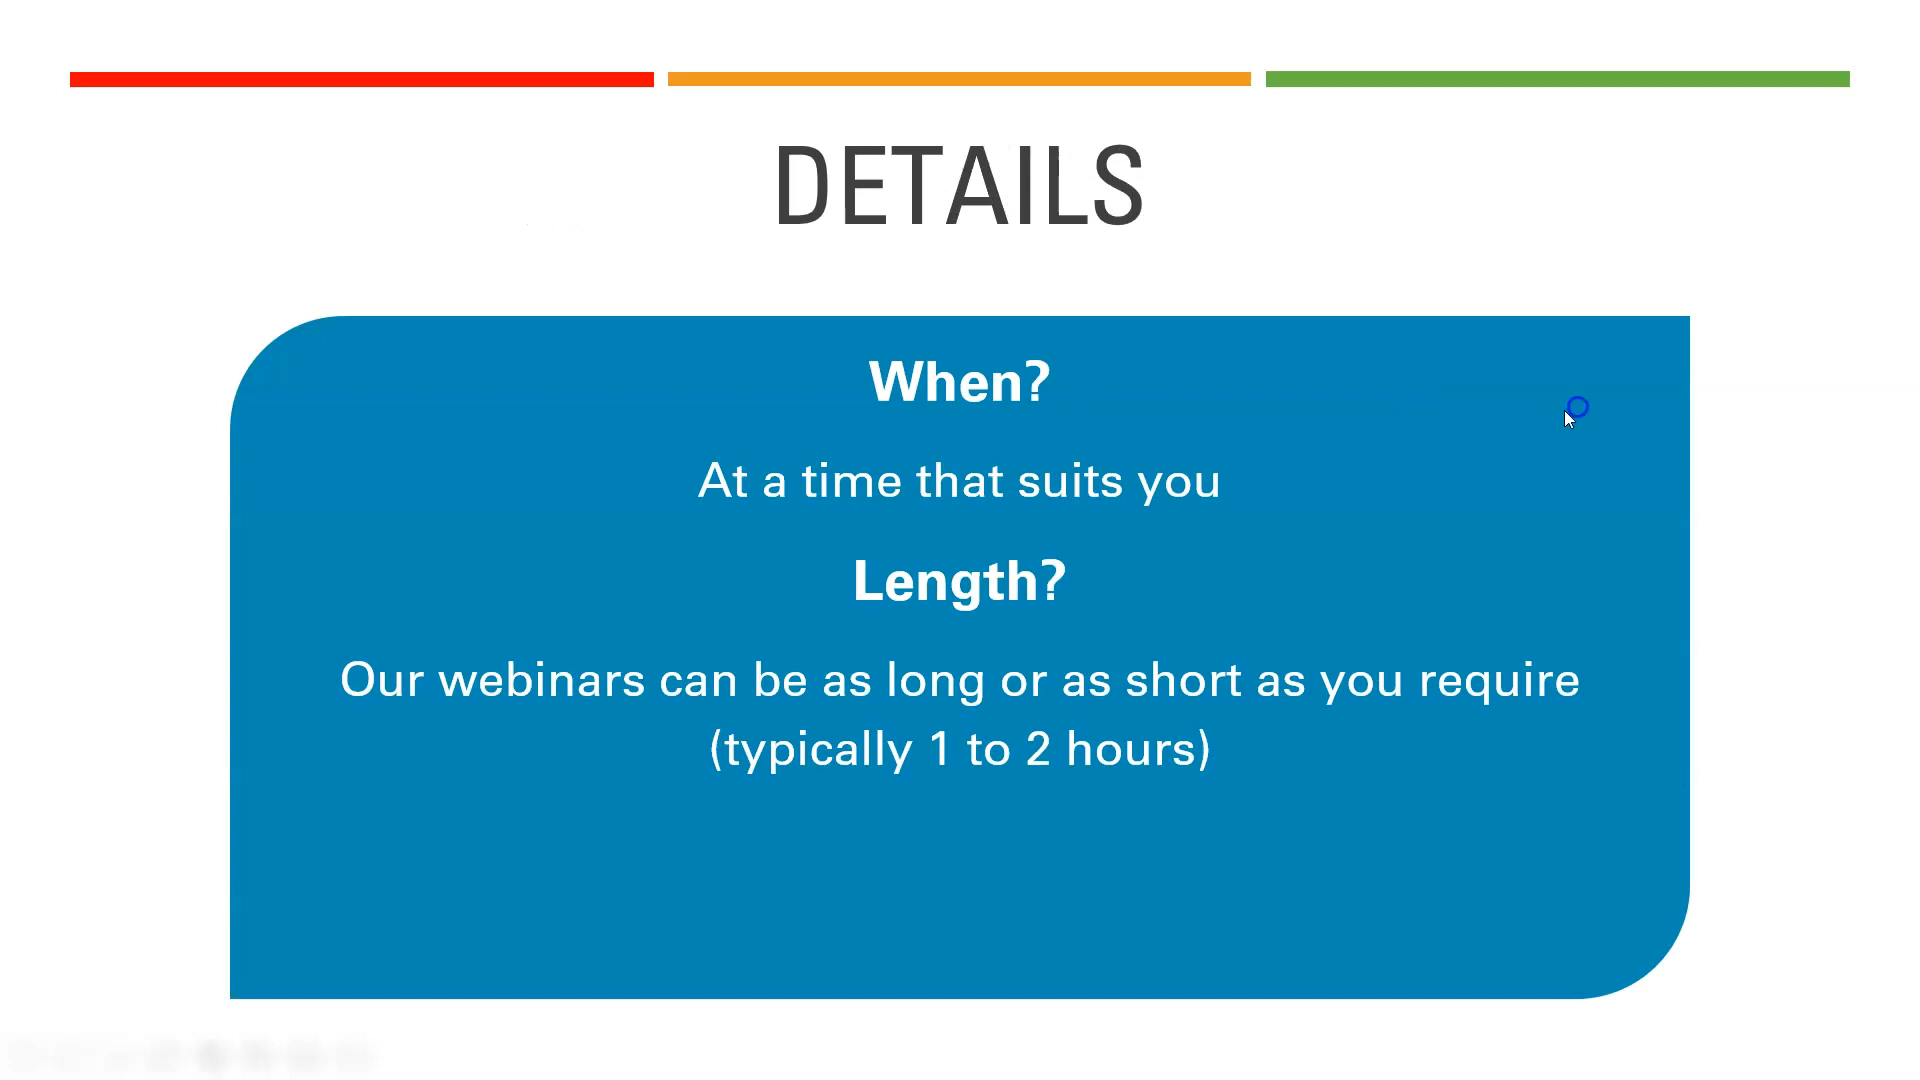 DETAILS
When?
At a time that suits you
Length?
Our webinars can be as long or as short as you require
(typically 1 to 2 hours)